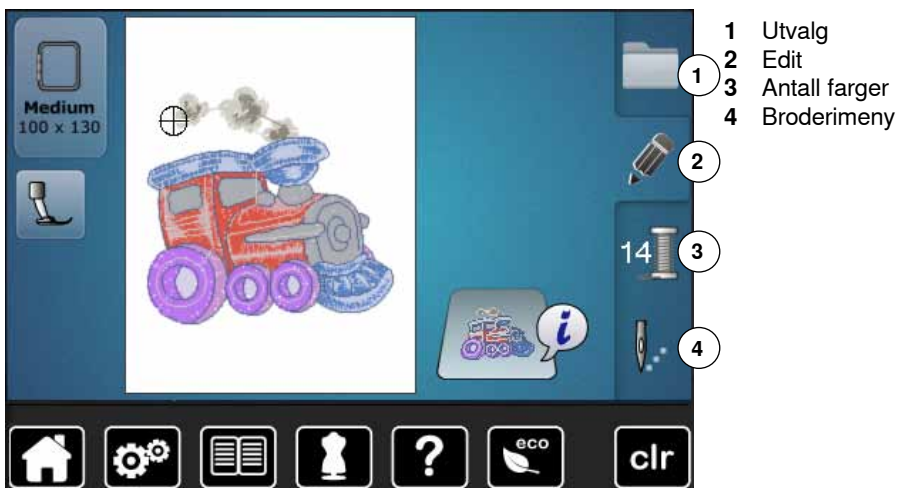 Medium
100 x 130
14
i
?
eco
clr
1
2
3
4
1 Utvalg
2 Edit
3 Antall farger
4 Broderimeny